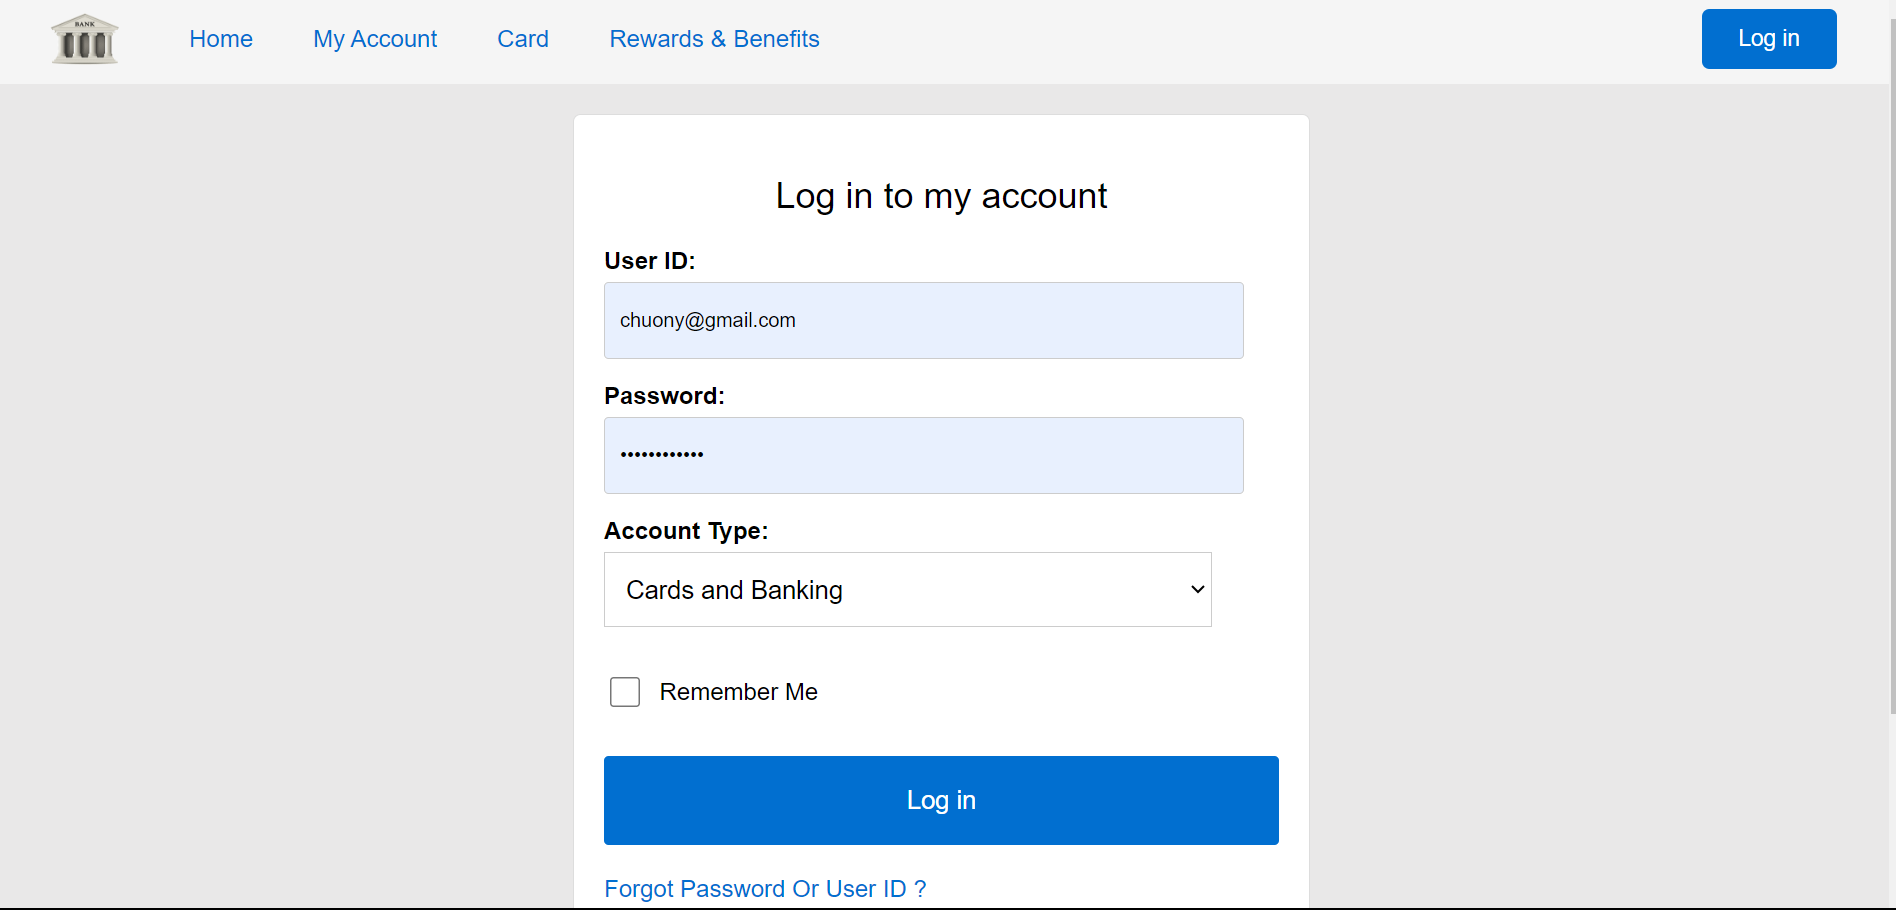 BANK
Home
My Account
Card
Rewards & Benefits
Log in
Log in to my account
User ID:
chuony@gmail.com
Password:
••••••••••••
Account Type:
Cards and Banking
Remember Me
Log in
Forgot Password Or User ID ?